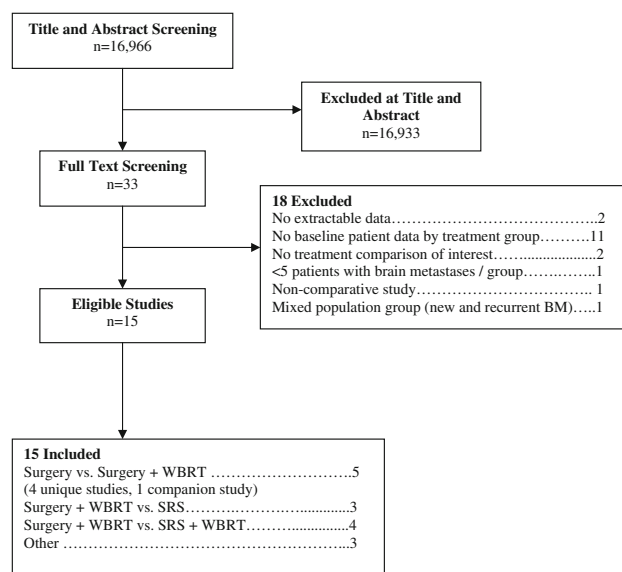 Title and Abstract Screening
n=16,966
Excluded at Title and
Abstract
n=16,933
Full Text Screening
n=33
18 Excluded
No extractable data…………………………………..2
No baseline patient data by treatment group……….11
No treatment comparison of interest……...................2
<5 patients with brain metastases / group…….……..1
Non-comparative study……………………………... 1
Mixed population group (new and recurrent BM)…..1
Eligible Studies
n=15
15 Included
Surgery vs. Surgery + WBRT ………………………..5
(4 unique studies, 1 companion study)
Surgery + WBRT vs. SRS……………….…..............3
Surgery + WBRT vs. SRS + WBRT……...…............4
Other ……………………………………………...…3